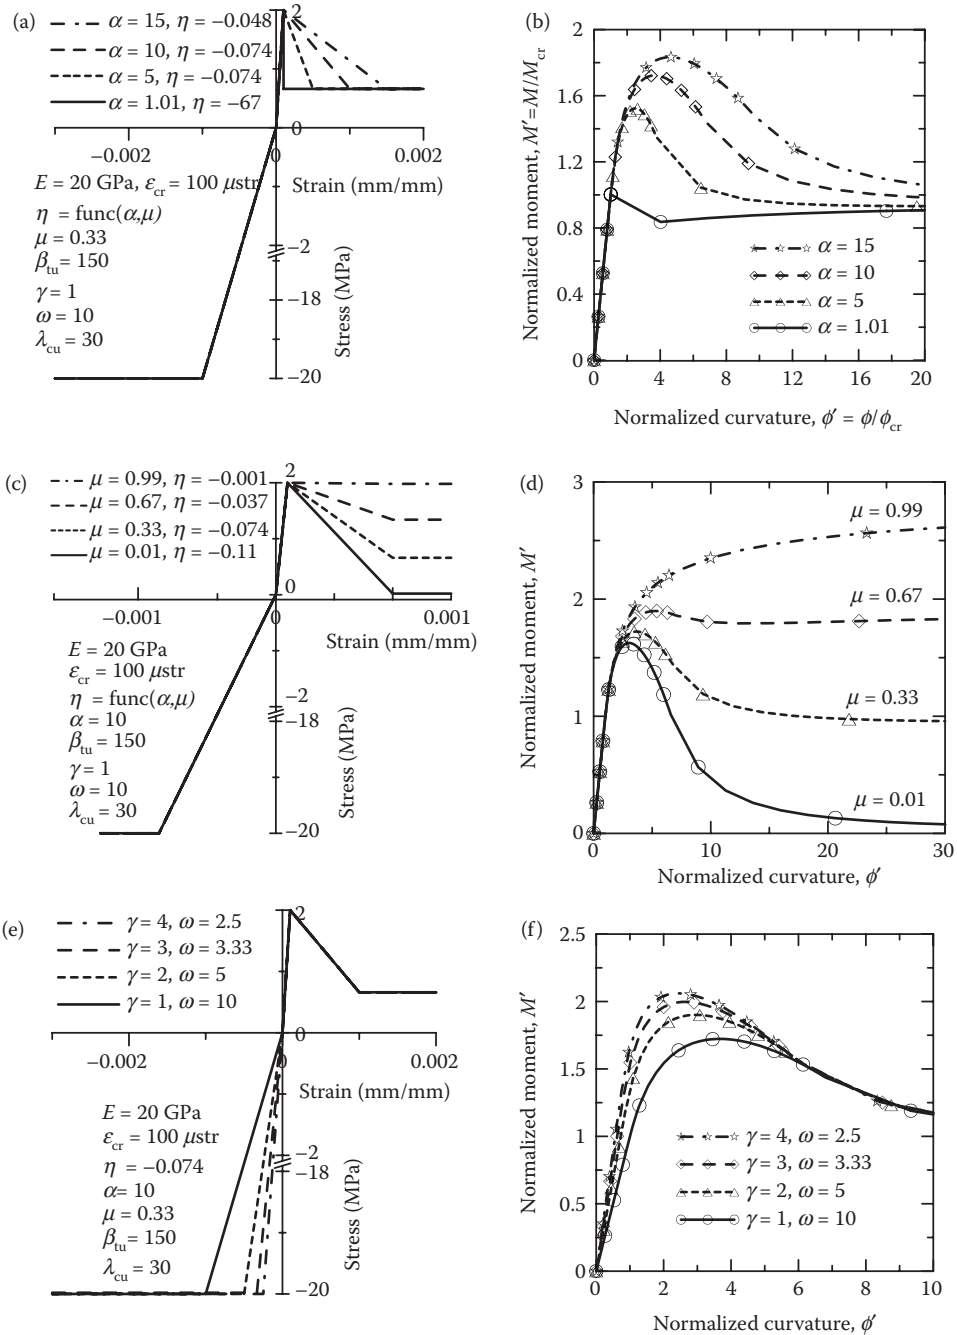 (a)
α = 15, η = −0.048
α = 10, η = −0.074
α = 5, η = −0.074
α = 1.01, η = −67
2
0
−0.002
0
0.002
Strain (mm/mm)
E = 20 GPa, εcr = 100 μstr
η = func(α,μ)
μ = 0.33
βtu = 150
γ = 1
ω = 10
λcu = 30
−2
−18
−20
Stress (MPa)
(b)
Normalized moment, M′=M/Mcr
2
1.6
1.2
0.8
0.4
0
α = 15
α = 10
α = 5
α = 1.01
0 4 8 12 16 20
Normalized curvature, φ′ = φ/φcr
(c)
μ = 0.99, η = −0.001
μ = 0.67, η = −0.037
μ = 0.33, η = −0.074
μ = 0.01, η = −0.11
2
0
−0.001
0
0.001
Strain (mm/mm)
E = 20 GPa
εcr = 100 μstr
η = func(α,μ)
α = 10
βtu = 150
γ = 1
ω = 10
λcu = 30
−2
−18
−20
Stress (MPa)
(d)
Normalized moment, M′
3
2
1
0
μ = 0.99
μ = 0.67
μ = 0.33
μ = 0.01
0 10 20 30
Normalized curvature, φ′
(e)
γ = 4, ω = 2.5
γ = 3, ω = 3.33
γ = 2, ω = 5
γ = 1, ω = 10
2
0
−0.002
0
0.002
Strain (mm/mm)
E = 20 GPa
εcr = 100 μstr
η = −0.074
α= 10
μ = 0.33
βtu = 150
λcu = 30
−2
−18
−20
Stress (MPa)
(f)
Normalized moment, M′
2.5
2
1.5
1
0.5
0
γ = 4, ω = 2.5
γ = 3, ω = 3.33
γ = 2, ω = 5
γ = 1, ω = 10
0 2 4 6 8 10
Normalized curvature, φ′